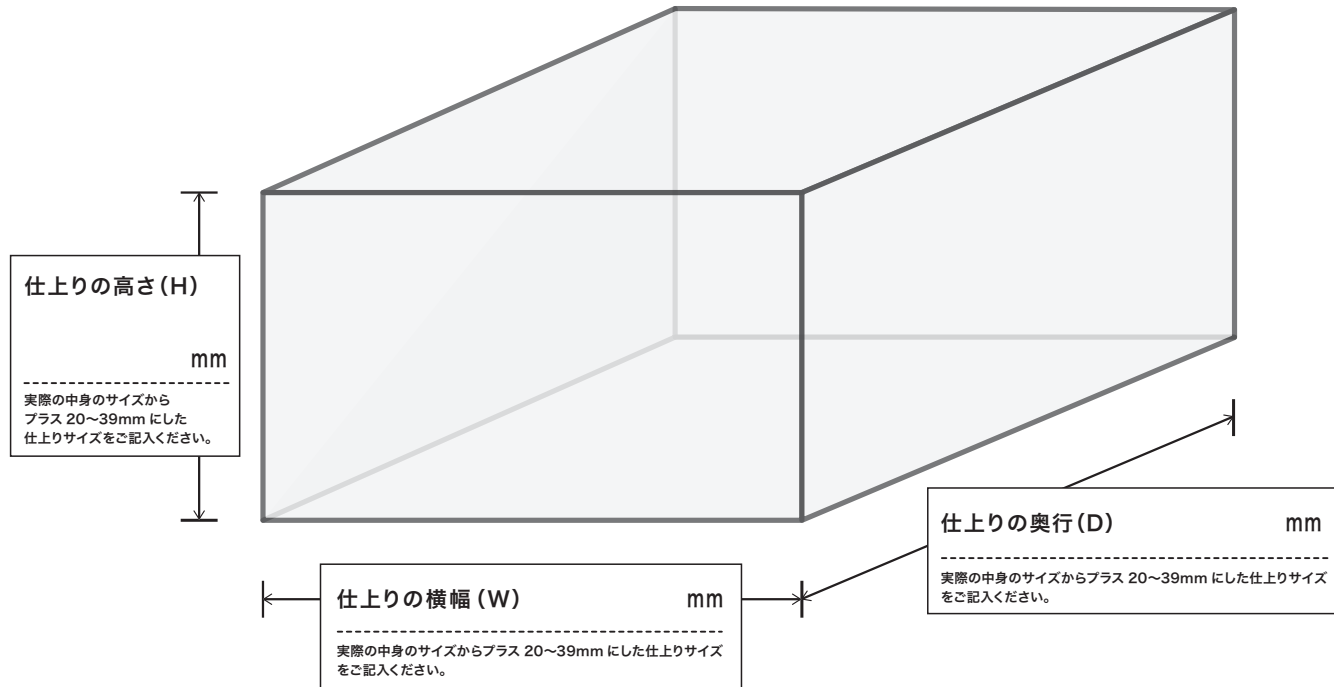 仕上りの高さ(H)
mm
実際の中身のサイズから
プラス 20〜39mm にした
仕上りサイズをご記入ください。
仕上りの横幅(W) mm
実際の中身のサイズからプラス 20〜39mm にした仕上りサイズ
をご記入ください。
仕上りの奥行(D) mm
実際の中身のサイズからプラス 20〜39mm にした仕上りサイズ
をご記入ください。